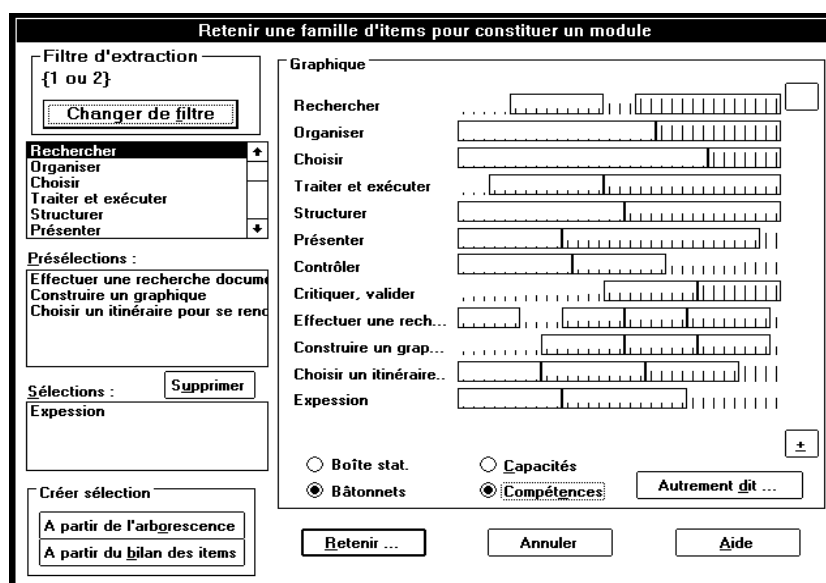 Retenir une famille d'items pour constituer un module
Filtre d'extraction
{1 ou 2}
Changer de filtre
Rechercher
Organiser
Choisir
Traiter et exécuter
Structurer
Présenter
Présélections :
Effectuer une recherche docume
Construire un graphique
Choisir un itinéraire pour se renc
Sélections :
Supprimer
Expession
Créer sélection
A partir de l'arborescence
A partir du bilan des items
Graphique
Rechercher
Organiser
Choisir
Traiter et exécuter
Structurer
Présenter
Contrôler
Critiquer, valider
Effectuer une rech...
Construire un grap...
Choisir un itinéraire..
Expession
±
Boîte stat.
Capacités
Bâtonnets
Compétences
Autrement dit ...
Retenir ...
Annuler
Aide